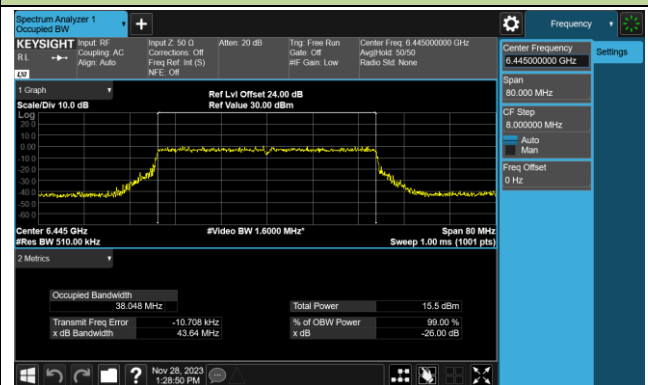 Spectrum Analyzer 1
Occupied BW
+
Frequency
KEYSIGHT
RL
LXI
Input: RF
Coupling: AC
Align: Auto
Input Z: 50 Ω
Corrections: Off
Freq Ref: Int (S)
NFE: Off
Atten: 20 dB
Trig: Free Run
Gate: Off
#IF Gain: Low
Center Freq: 6.445000000 GHz
Avg|Hold: 50/50
Radio Std: None
Center Frequency
6.445000000 GHz
Settings
Span
80.000 MHz
CF Step
8.000000 MHz
Auto
Man
Freq Offset
0 Hz
1 Graph
Scale/Div 10.0 dB
Ref Lvl Offset 24.00 dB
Ref Value 30.00 dBm
Log
20.0
10.0
0.00
-10.0
-20.0
-30.0
-40.0
-50.0
-60.0
Center 6.445 GHz
#Video BW 1.6000 MHz*
Span 80 MHz
#Res BW 510.00 kHz
Sweep 1.00 ms (1001 pts)
2 Metrics
Occupied Bandwidth
38.048 MHz
Total Power 15.5 dBm
Transmit Freq Error -10.708 kHz
% of OBW Power 99.00 %
x dB Bandwidth 43.64 MHz
x dB -26.00 dB
?
Nov 28, 2023
1:28:50 PM